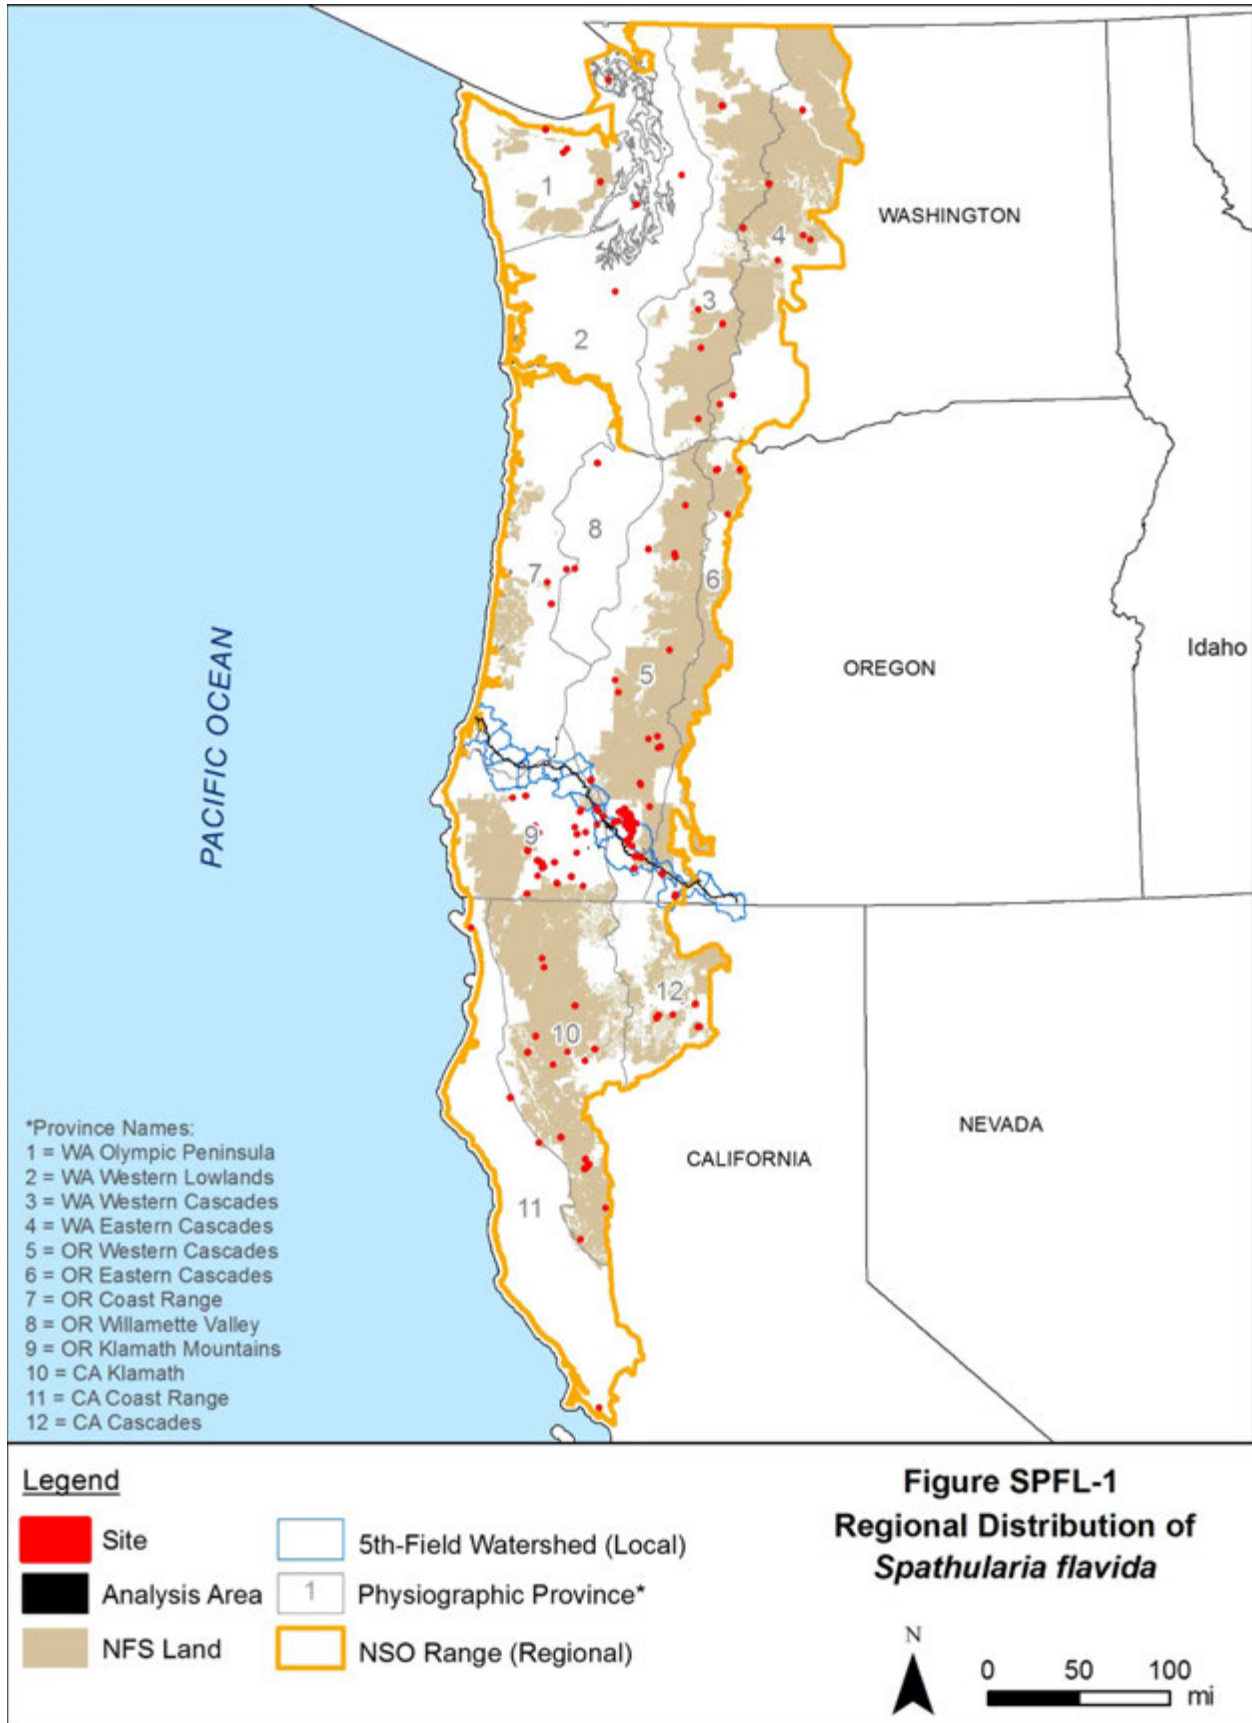 1
WASHINGTON
4
3
2
8
7
6
Idaho
5
OREGON
PACIFIC OCEAN
9
12
10
NEVADA
CALIFORNIA
11
*Province Names:
1 = WA Olympic Peninsula
2 = WA Western Lowlands
3 = WA Western Cascades
4 = WA Eastern Cascades
5 = OR Western Cascades
6 = OR Eastern Cascades
7 = OR Coast Range
8 = OR Willamette Valley
9 = OR Klamath Mountains
10 = CA Klamath
11 = CA Coast Range
12 = CA Cascades
Legend
Site
Analysis Area
NFS Land
5th-Field Watershed (Local)
1 Physiographic Province*
NSO Range (Regional)
Figure SPFL-1
Regional Distribution of
Spathularia flavida
N
0 50 100
mi